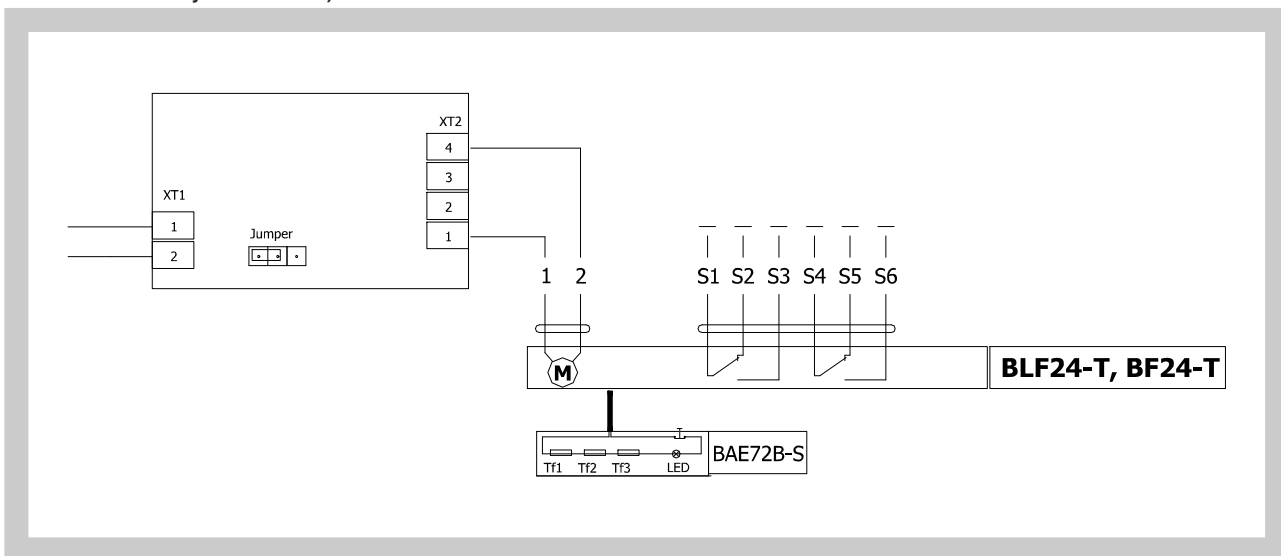 XT2
4
3
XT1
2
1
Jumper
1
2
1 2 S1 S2 S3 S4 S5 S6
M
BLF24-T, BF24-T
BAE72B-S
Tf1 Tf2 Tf3 LED